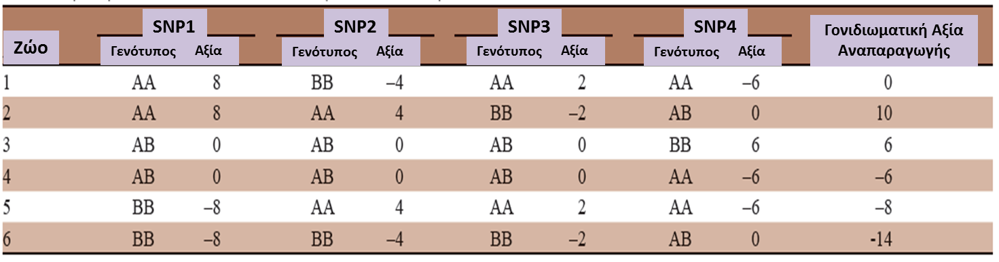 SNP1 SNP2 SNP3 SNP4 Γονιδιωματική Αξία
Ζώο Γενότυπος Αξία Γενότυπος Αξία Γενότυπος Αξία Γενότυπος Αξία Αναπαραγωγής
1 AA 8 BB –4 AA 2 AA –6 0
2 AA 8 AA 4 BB –2 AB 0 10
3 AB 0 AB 0 AB 0 BB 6 6
4 AB 0 AB 0 AB 0 AA –6 –6
5 BB –8 AA 4 AA 2 AA –6 –8
6 BB –8 BB –4 BB –2 AB 0 -14